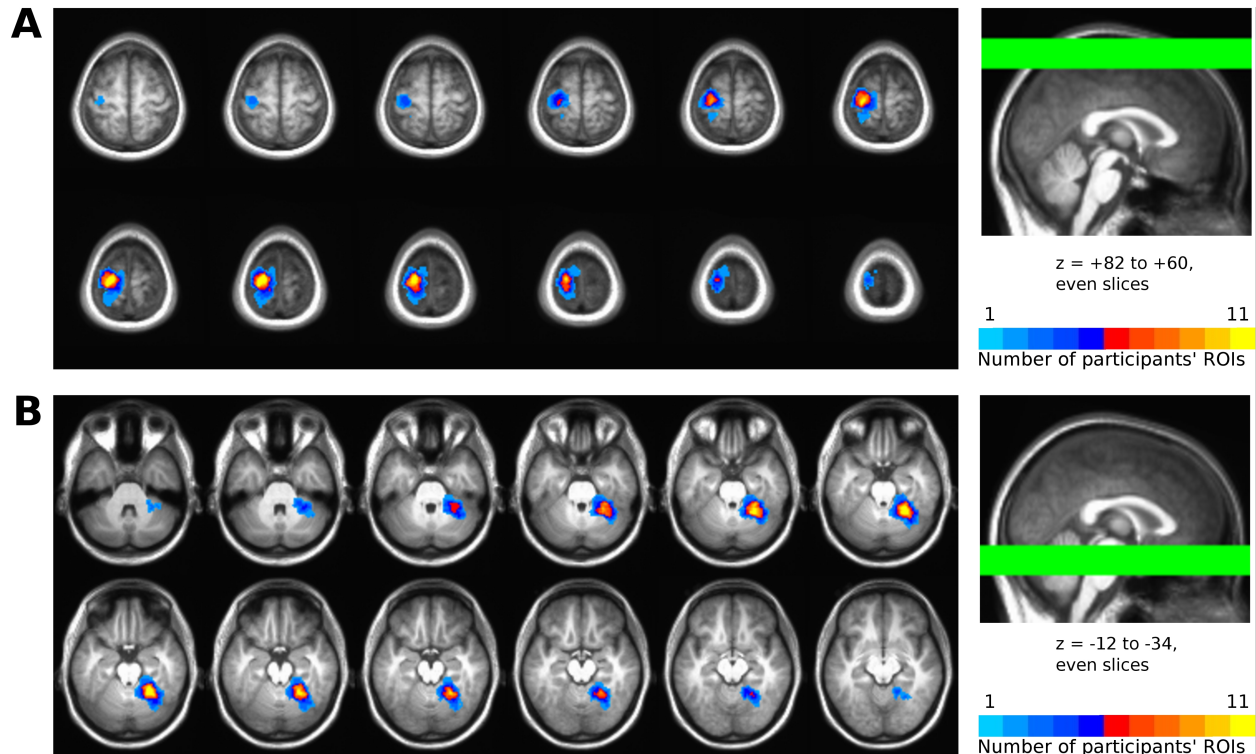 A
z = +82 to +60,
even slices
1 11
Number of participants' ROIs
B
z = -12 to -34,
even slices
1 11
Number of participants' ROIs